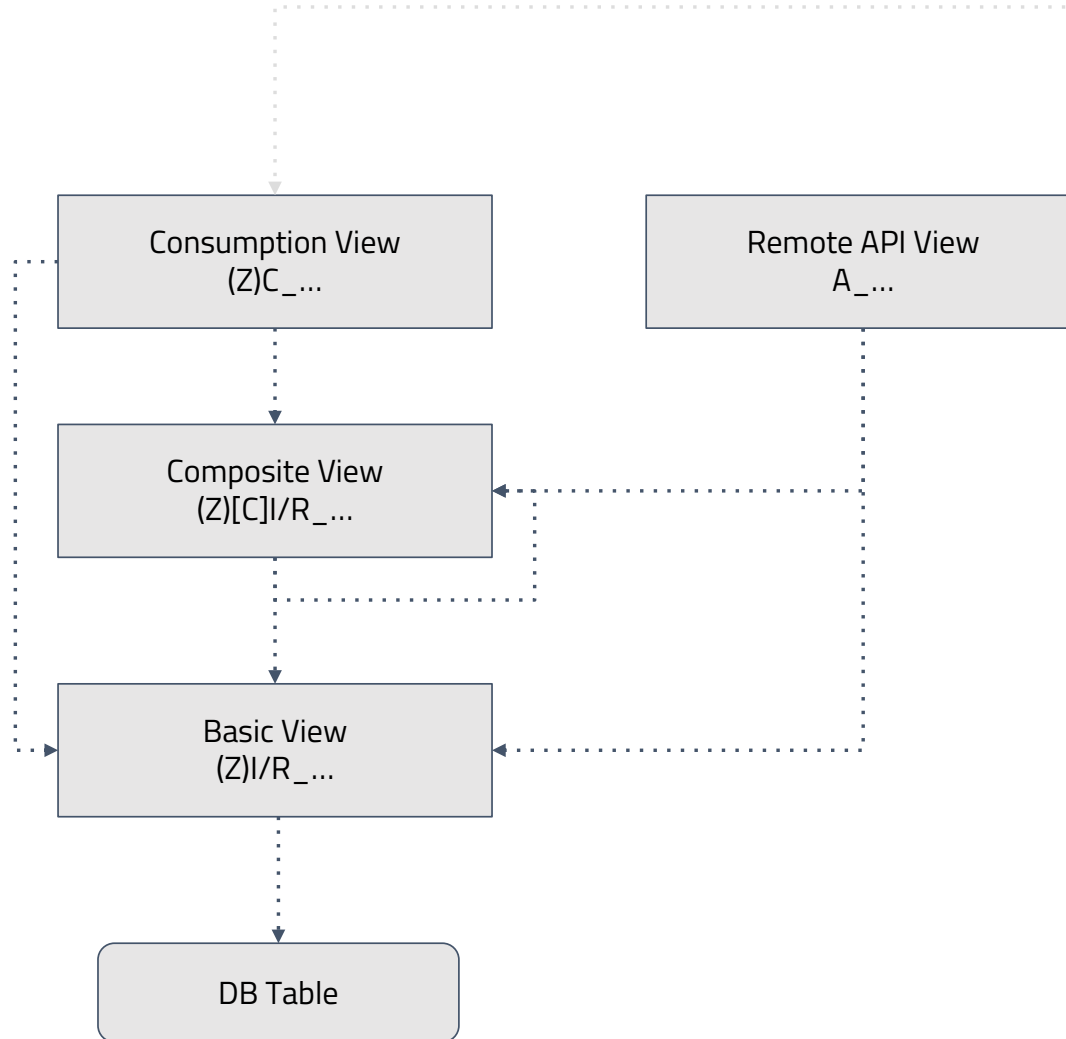 Consumption View
(Z)C_...
Remote API View
A_...
Composite View
(Z)[C]I/R_...
Basic View
(Z)I/R_...
DB Table